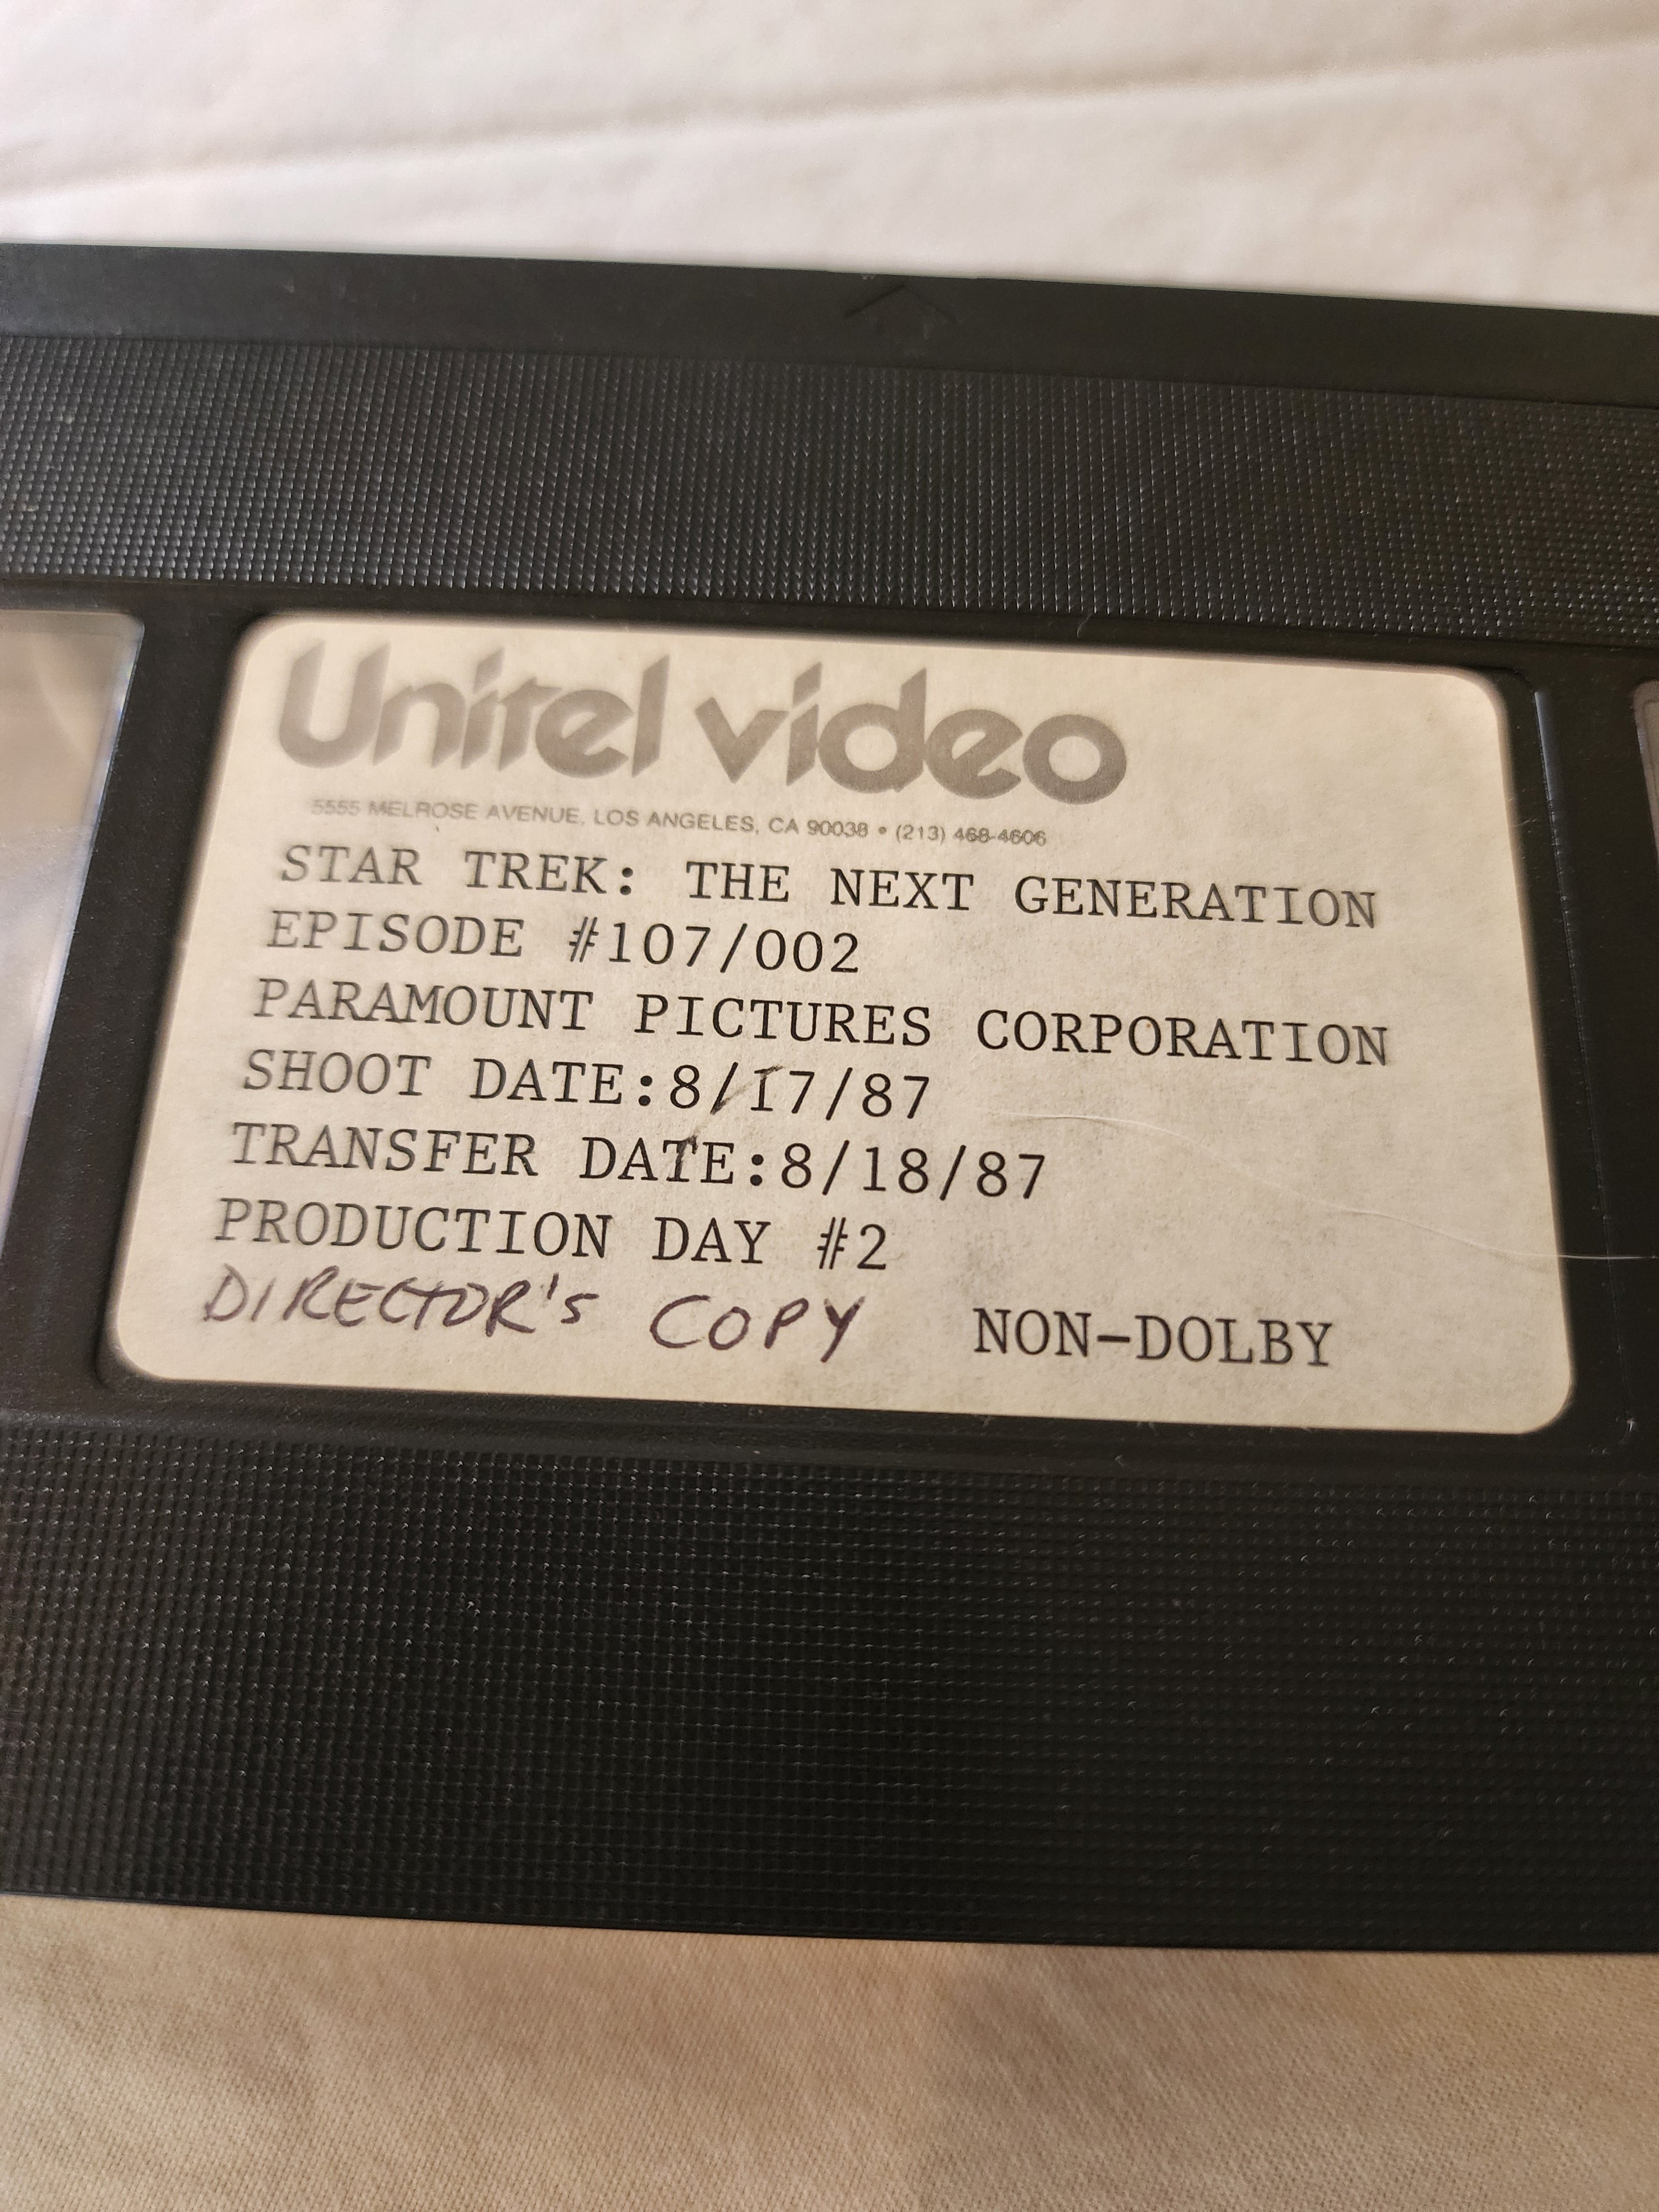 Unitel video
5555 MELROSE AVENUE, LOS ANGELES, CA 90038 • (213) 468-4606
STAR TREK: THE NEXT GENERATION
EPISODE #107/002
PARAMOUNT PICTURES CORPORATION
SHOOT DATE:8/17/87
TRANSFER DATE:8/18/87
PRODUCTION DAY #2
DIRECTOR's COPY NON-DOLBY